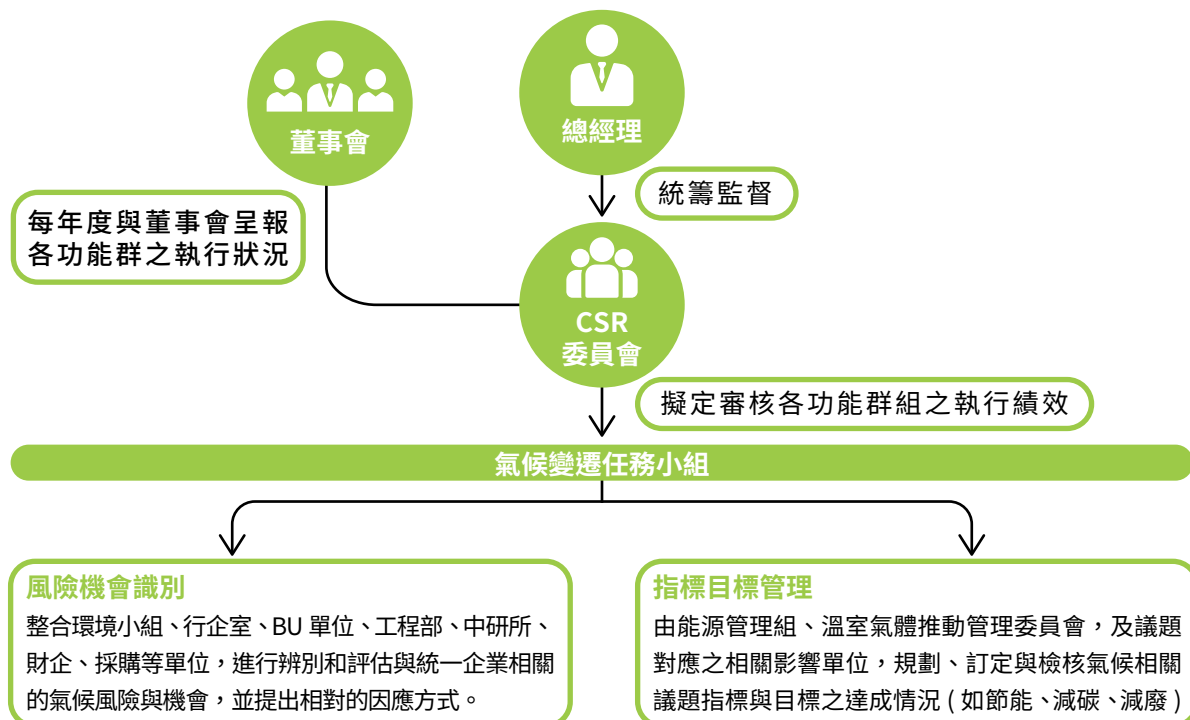 董事會
總經理
每年度與董事會呈報
各功能群之執行狀況
統籌監督
CSR
委員會
擬定審核各功能群組之執行績效
氣候變遷任務小組
風險機會識別
整合環境小組、行企室、BU 單位、工程部、中研所、
財企、採購等單位，進行辨別和評估與統一企業相關
的氣候風險與機會，並提出相對的因應方式。
指標目標管理
由能源管理組、溫室氣體推動管理委員會，及議題
對應之相關影響單位，規劃、訂定與檢核氣候相關
議題指標與目標之達成情況 ( 如節能、減碳、減廢 )